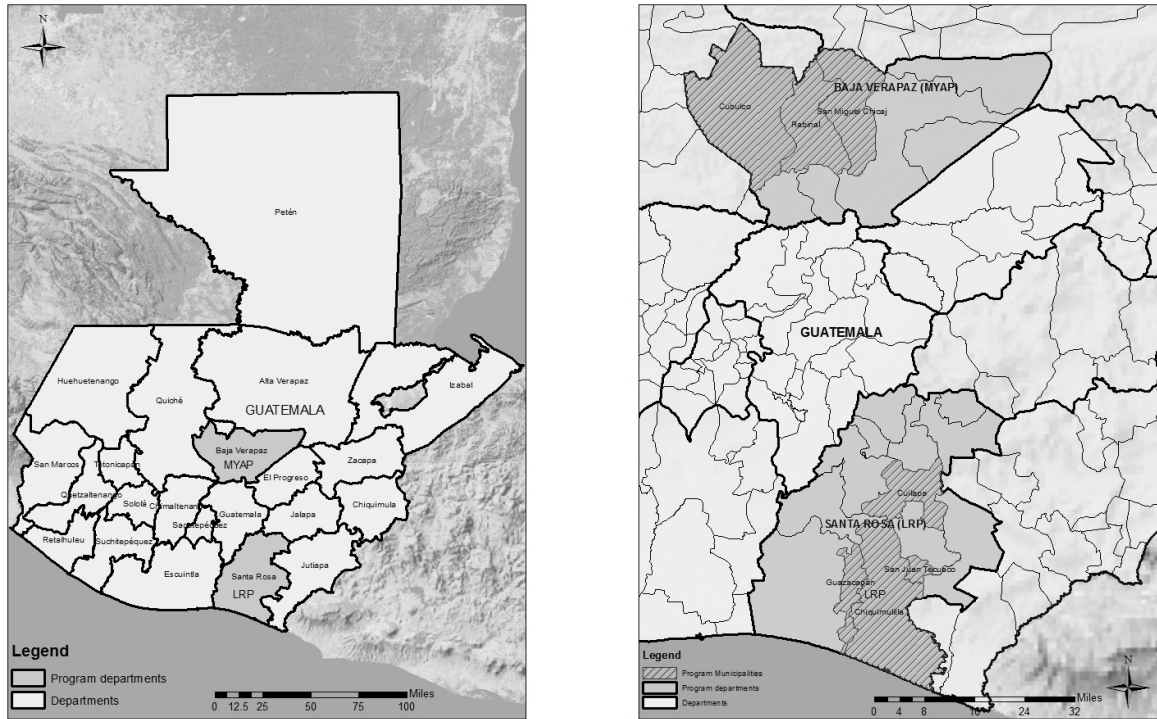 N
Petén
Huehuetenango
Quiché
Alta Verapaz
Izabal
GUATEMALA
Baja Verapaz
MYAP
San Marcos
Totonicapán
El Progreso
Zacapa
Quetzaltenango
Sololá
Chimaltenango
Guatemala
Jalapa
Chiquimula
Sacatepéquez
Retalhuleu
Suchitepéquez
Escuintla
Santa Rosa
LRP
Jutiapa
Legend
Program departments
Departments
Miles
0 12.5 25 50 75 100
BAJA VERAPAZ (MYAP)
Cubulco
San Miguel Chicaj
Rabinal
GUATEMALA
Cuilapa
SANTA ROSA (LRP)
San Juan Tecuaco
Guazacapán
LRP
Chiquimulilla
Legend
Program Municipalities
Program departments
Departments
N
Miles
0 4 8 16 24 32